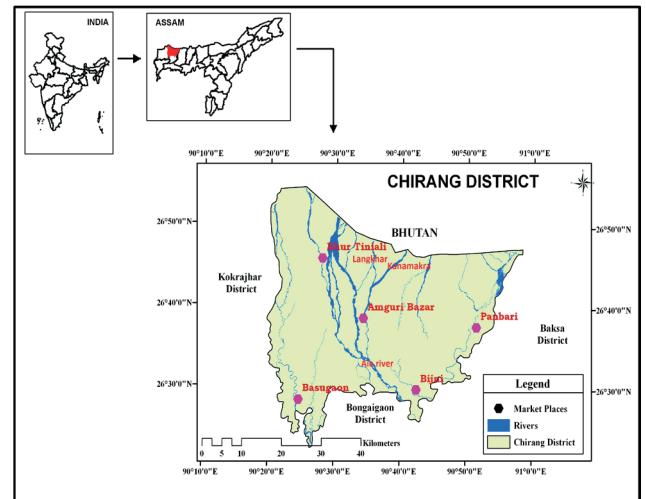 INDIA
ASSAM
90°10'0"E 90°20'0"E 90°30'0"E 90°40'0"E 90°50'0"E 91°0'0"E
CHIRANG DISTRICT
26°50'0"N
26°50'0"N
BHUTAN
Tiniali
Langkhar
Kanamakra
Kokrajhar
District
26°40'0"N
26°40'0"N
Amguri Bazar
Panbari
Baksa
District
Aie river
26°30'0"N
26°30'0"N
Basugaon
Bijni
Bongaigaon
District
Legend
Market Places
Rivers
Chirang District
Kilometers
0 5 10 20 30 40
90°10'0"E 90°20'0"E 90°30'0"E 90°40'0"E 90°50'0"E 91°0'0"E